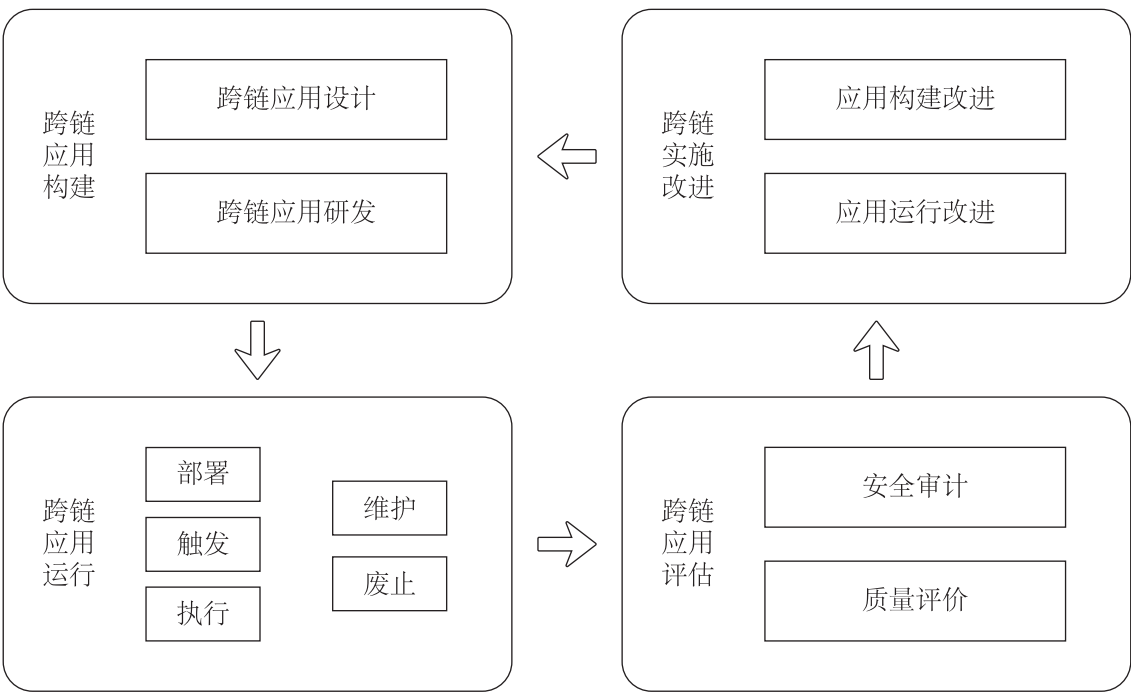 跨链
应用
构建
跨链应用设计
跨链应用研发
跨链
实施
改进
应用构建改进
应用运行改进
跨链
应用
运行
部署
触发
执行
维护
废止
跨链
应用
评估
安全审计
质量评价